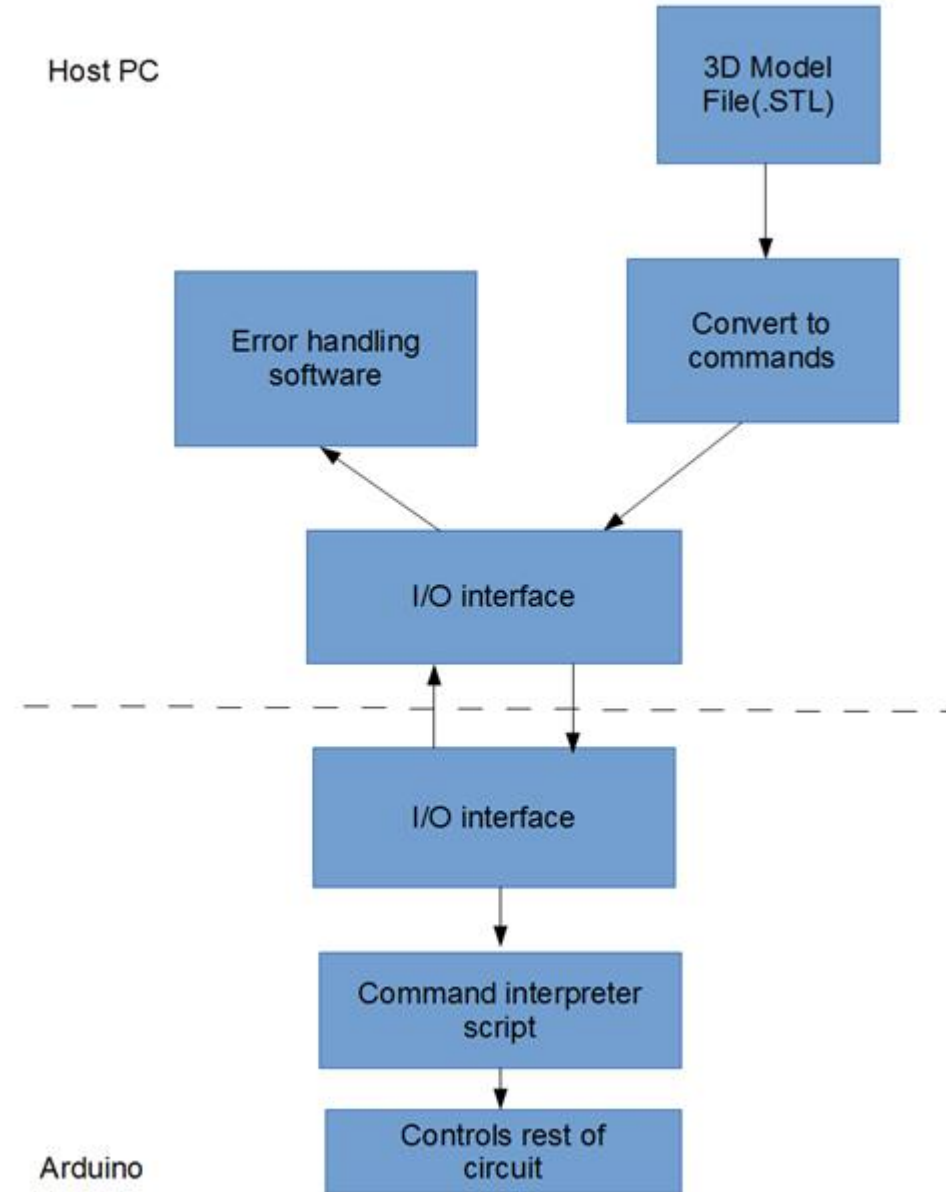 Host PC
3D Model
File(.STL)
Error handling
software
Convert to
commands
I/O interface
I/O interface
Command interpreter
script
Controls rest of
circuit
Arduino